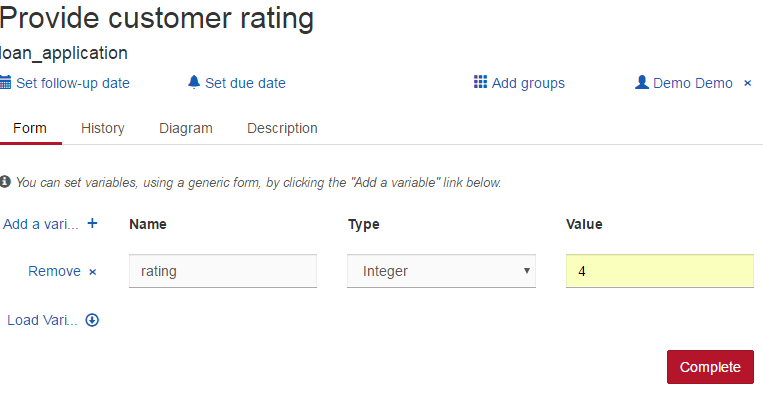 Provide customer rating
loan_application
Set follow-up date Set due date Add groups Demo Demo ×
Form History Diagram Description
You can set variables, using a generic form, by clicking the "Add a variable" link below.
Add a vari... + Name Type Value
Remove × rating Integer 4
Load Vari...
Complete